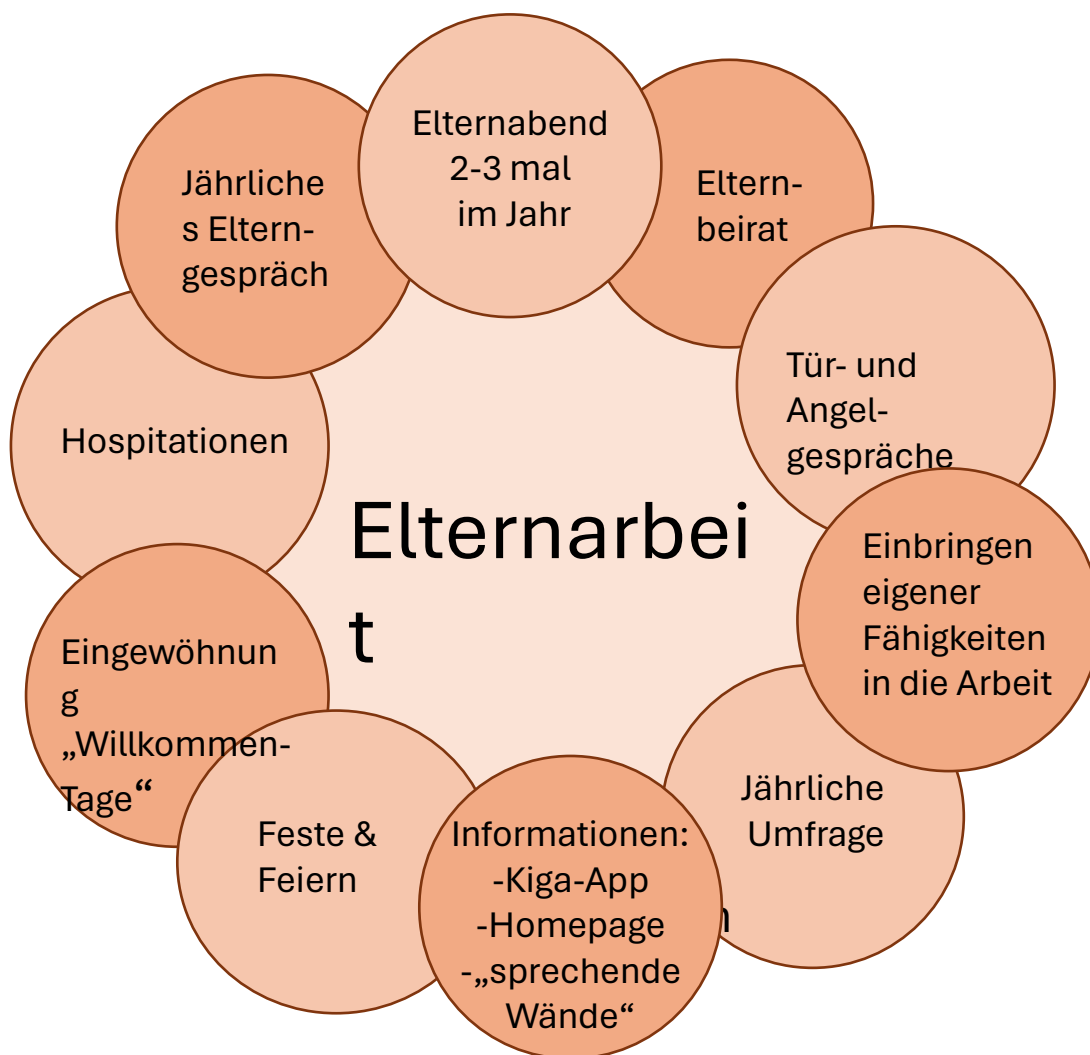 Elternabend
2-3 mal
im Jahr
Eltern-
beirat
Tür- und
Angel-
gespräche
Einbringen
eigener
Fähigkeiten
in die Arbeit
Jährliche
Umfrage
Informationen:
-Kiga-App
-Homepage
-„sprechende
Wände“
Feste &
Feiern
Eingewöhnun
g
„Willkommen-
Tage“
Hospitationen
Jährliche
s Eltern-
gespräch
Elternarbei
t